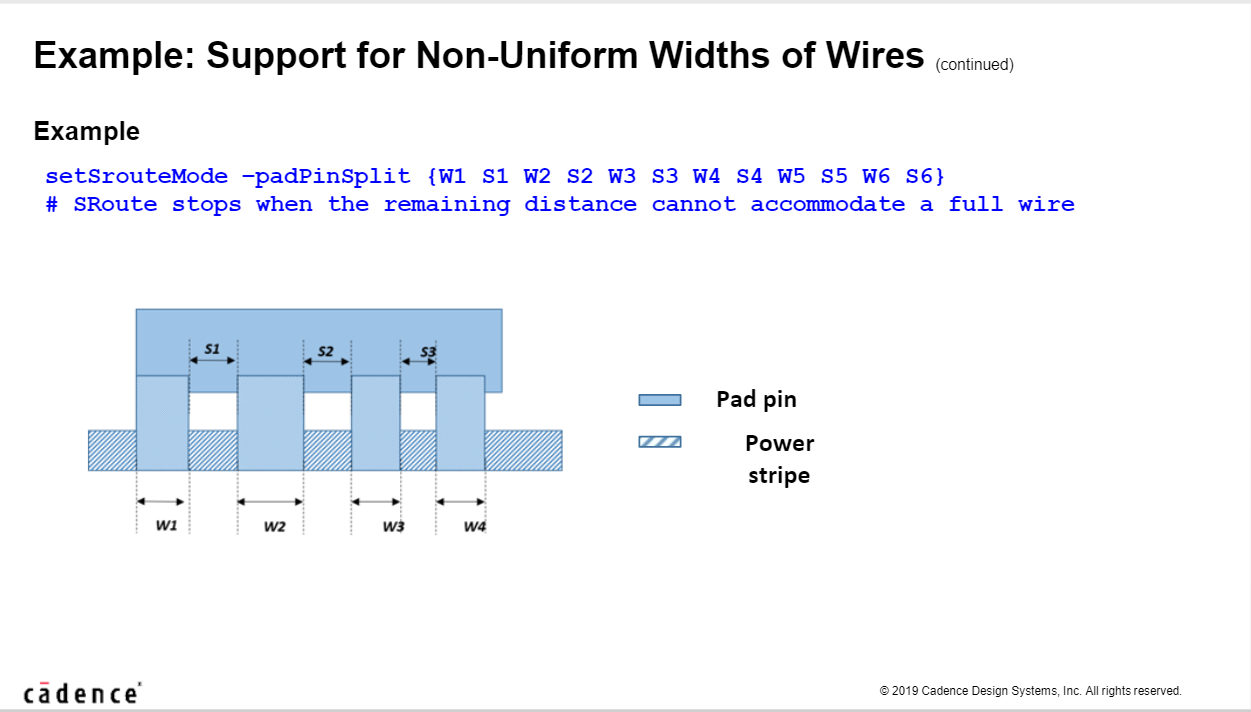 Example: Support for Non-Uniform Widths of Wires (continued)
Example
setSrouteMode –padPinSplit {W1 S1 W2 S2 W3 S3 W4 S4 W5 S5 W6 S6}
# SRoute stops when the remaining distance cannot accommodate a full wire
S1 S2 S3
W1 W2 W3 W4
Pad pin
Power
stripe
cādence®
© 2019 Cadence Design Systems, Inc. All rights reserved.